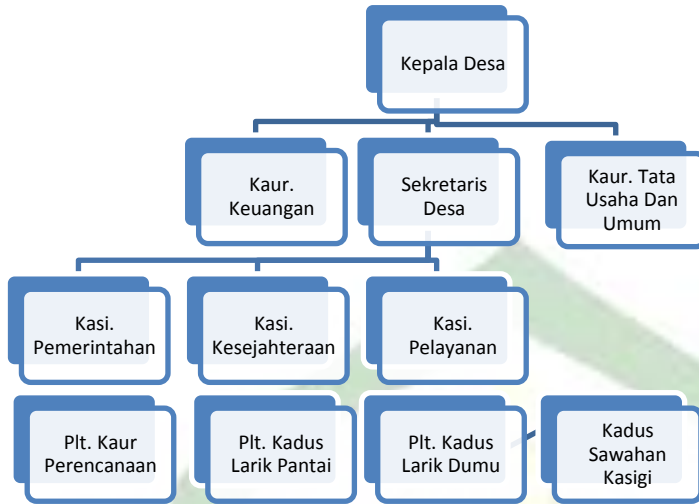 Kepala Desa
Kaur.
Keuangan
Sekretaris
Desa
Kaur. Tata
Usaha Dan
Umum
Kasi.
Pemerintahan
Kasi.
Kesejahteraan
Kasi.
Pelayanan
Plt. Kaur
Perencanaan
Plt. Kadus
Larik Pantai
Plt. Kadus
Larik Dumu
Kadus
Sawahan
Kasigi